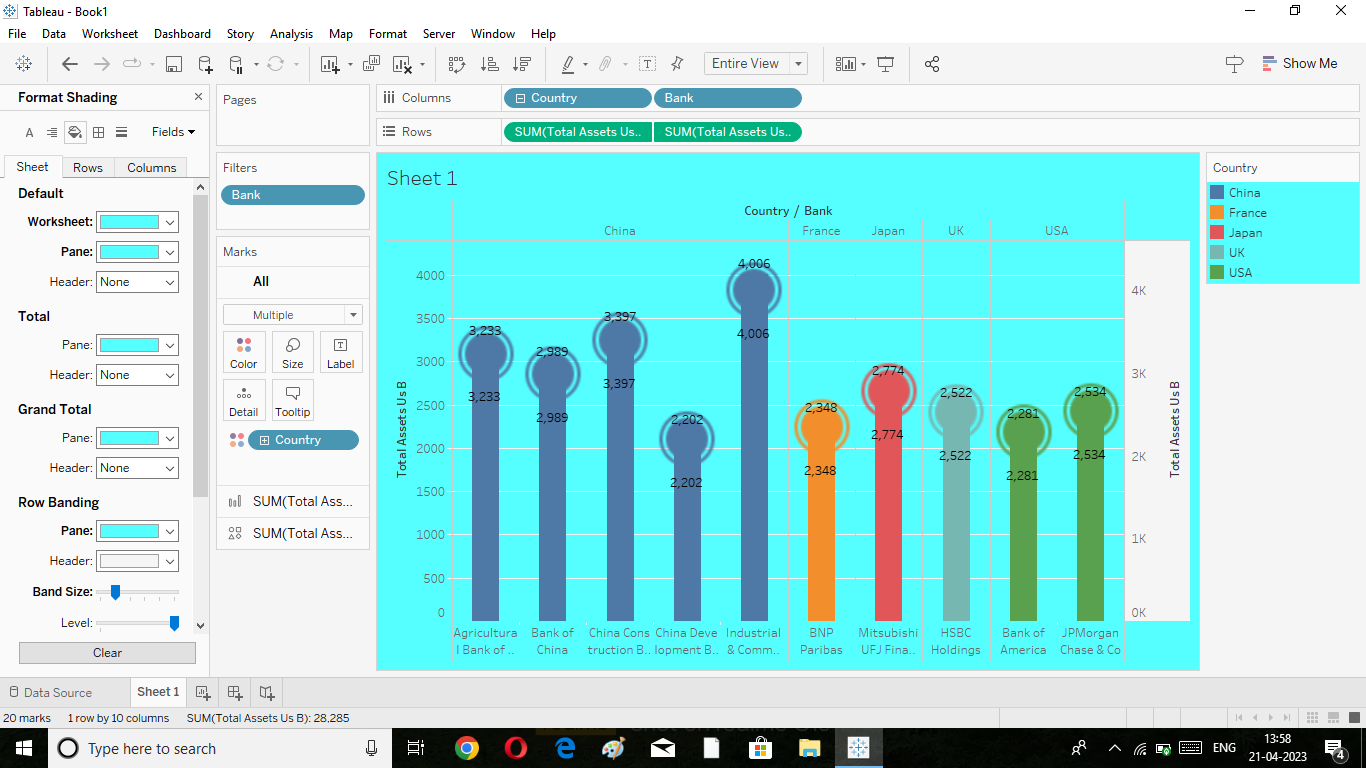 Tableau - Book1
File Data Worksheet Dashboard Story Analysis Map Format Server Window Help
Entire View
Show Me
Format Shading
Fields
Sheet Rows Columns
Default
Worksheet:
Pane:
Header: None
Total
Pane:
Header: None
Grand Total
Pane:
Header: None
Row Banding
Pane:
Header:
Band Size:
Level:
Clear
Pages
Filters
Bank
Marks
All
Multiple
Color Size Label
Detail Tooltip
Country
SUM(Total Ass...
SUM(Total Ass...
Columns Country Bank
Rows SUM(Total Assets Us.. SUM(Total Assets Us..
Sheet 1
Country / Bank
China France Japan UK USA
Total Assets Us B
4000
3500
3000
2500
2000
1500
1000
500
0
3,233
3,233
2,989
2,989
3,397
3,397
2,202
2,202
4,006
4,006
2,348
2,348
2,774
2,774
2,522
2,522
2,281
2,281
2,534
2,534
4K
3K
2K
1K
0K
Total Assets Us B
Agricultura
l Bank of ..
Bank of
China
China Cons
truction B..
China Deve
lopment B..
Industrial
& Comm..
BNP
Paribas
Mitsubishi
UFJ Fina..
HSBC
Holdings
Bank of
America
JPMorgan
Chase & Co
Country
China
France
Japan
UK
USA
Data Source Sheet 1
20 marks 1 row by 10 columns SUM(Total Assets Us B): 28,285
Type here to search
ENG
13:58
21-04-2023
4